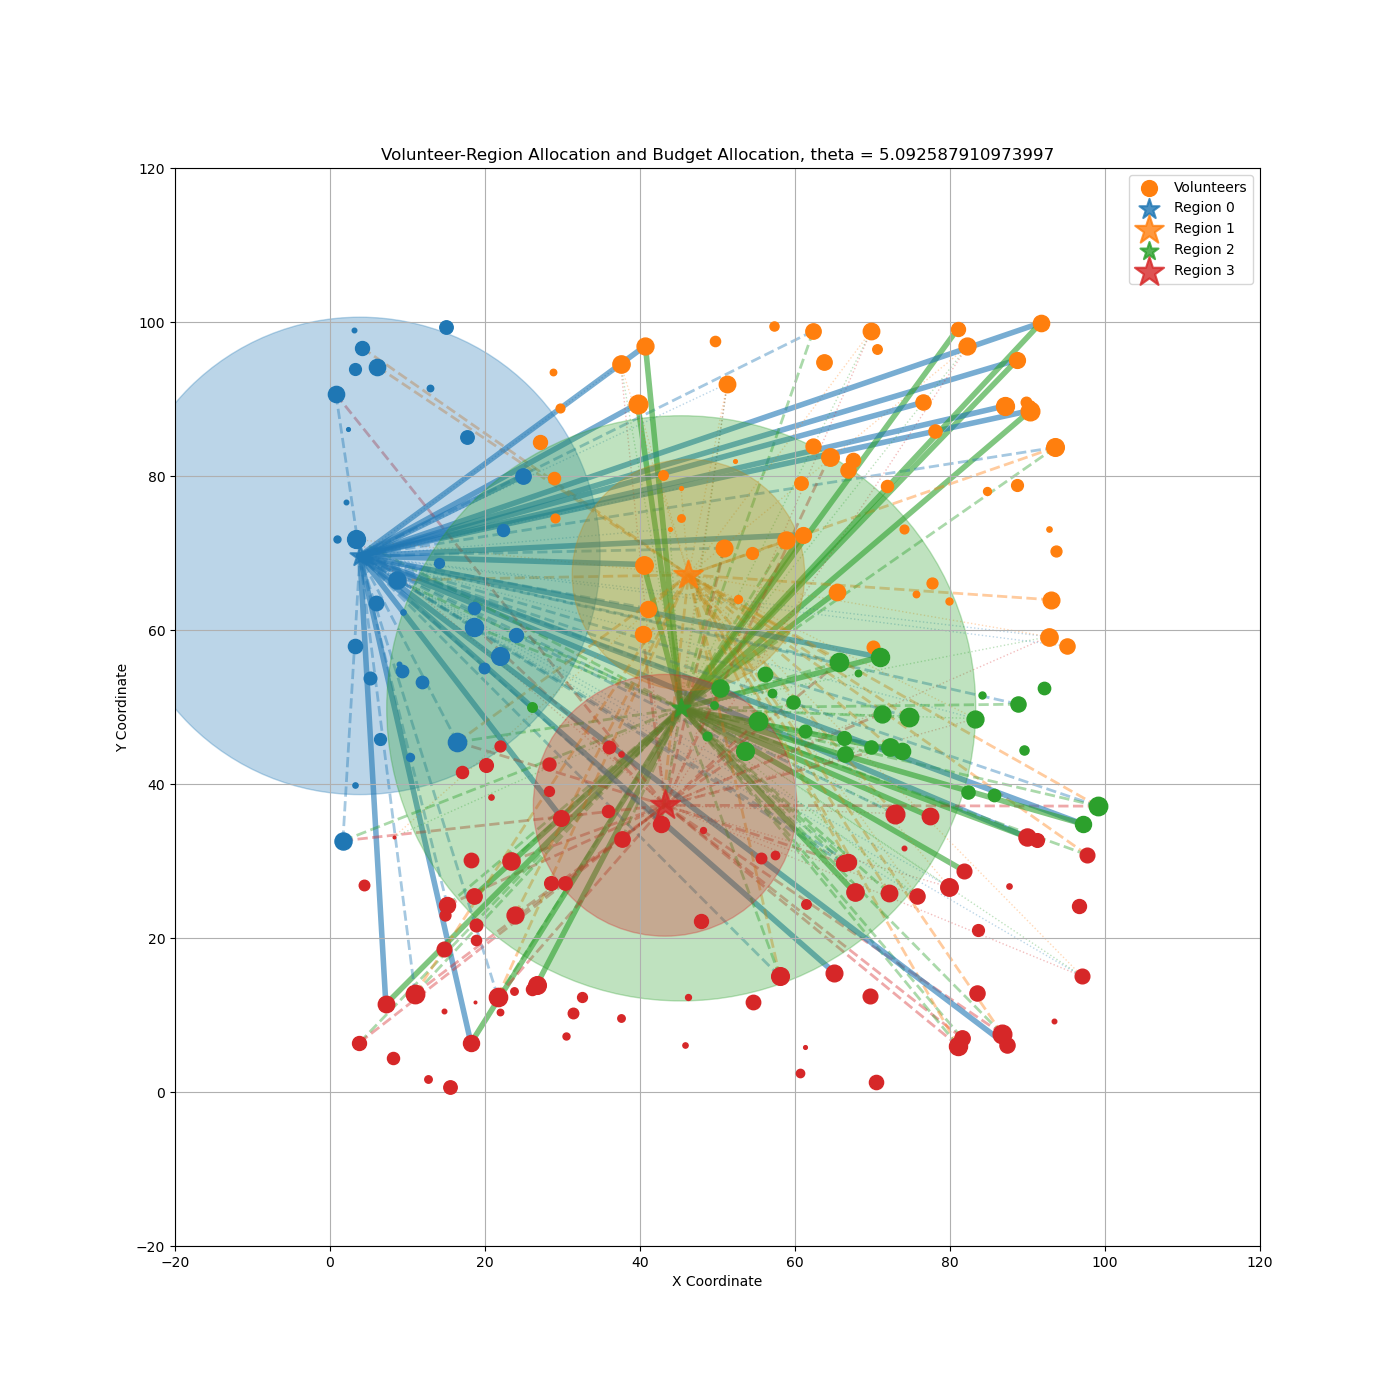 Volunteer-Region Allocation and Budget Allocation, theta = 5.092587910973997
Volunteers
Region 0
Region 1
Region 2
Region 3
120
100
80
60
40
20
0
−20
Y Coordinate
−20
0
20
40
60
80
100
120
X Coordinate